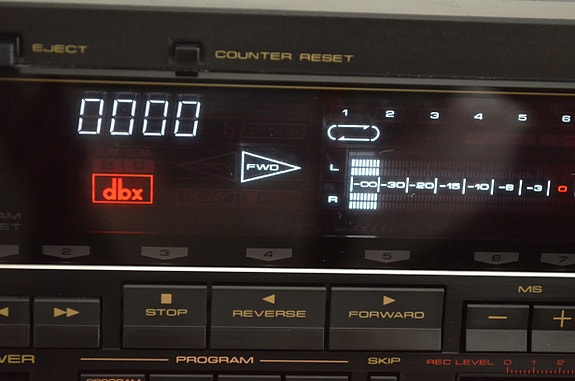 EJECT
COUNTER RESET
0000
1 2 3 4 5 6
FWD
L
-∞ -30 -20 -15 -10 -6 -3 0
R
dbx
2 3 4 5 6 7
STOP REVERSE FORWARD
MS
- +
PROGRAM SKIP REC LEVEL 0 1 2
PROGRAM